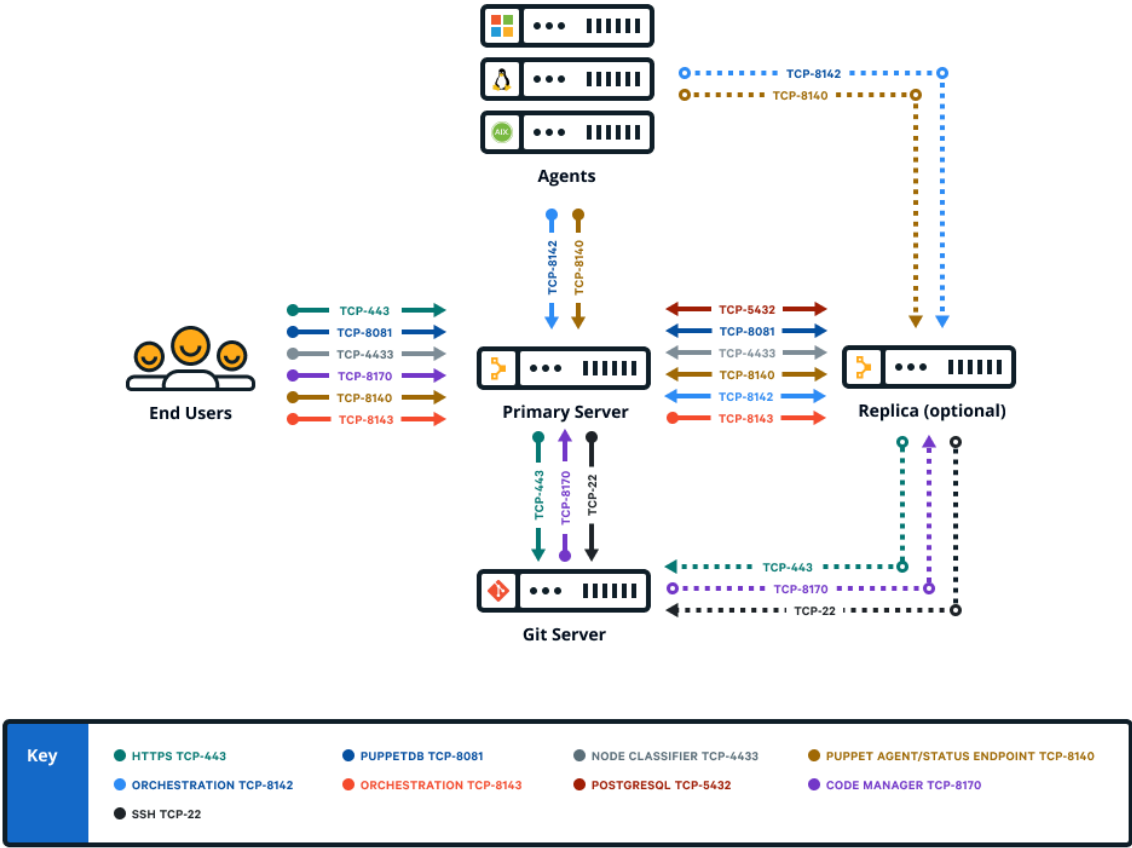 TCP-8142
TCP-8140
AIX
Agents
TCP-8142
TCP-8140
TCP-443
TCP-8081
TCP-4433
TCP-8170
TCP-8140
TCP-8143
End Users
TCP-5432
TCP-8081
TCP-4433
TCP-8140
TCP-8142
TCP-8143
Primary Server
Replica (optional)
TCP-443
TCP-8170
TCP-22
TCP-443
TCP-8170
TCP-22
Git Server
Key
HTTPS TCP-443
PUPPETDB TCP-8081
NODE CLASSIFIER TCP-4433
PUPPET AGENT/STATUS ENDPOINT TCP-8140
ORCHESTRATION TCP-8142
ORCHESTRATION TCP-8143
POSTGRESQL TCP-5432
CODE MANAGER TCP-8170
SSH TCP-22